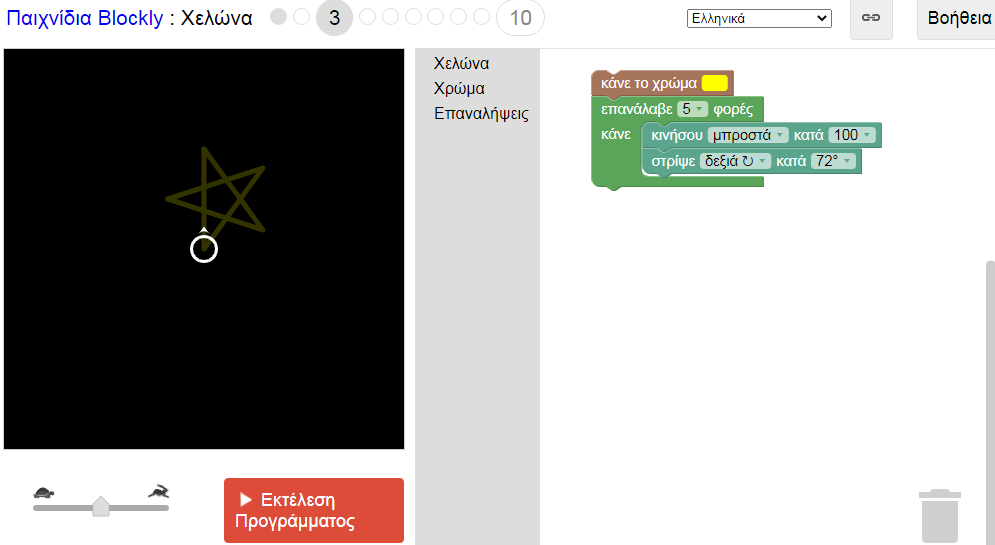 Παιχνίδια Blockly : Χελώνα 3 10 Ελληνικά Βοήθεια
Χελώνα
Χρώμα
Επαναλήψεις
κάνε το χρώμα
επανάλαβε 5 φορές
κάνε κινήσου μπροστά κατά 100
στρίψε δεξιά ↻ κατά 72°
Εκτέλεση
Προγράμματος